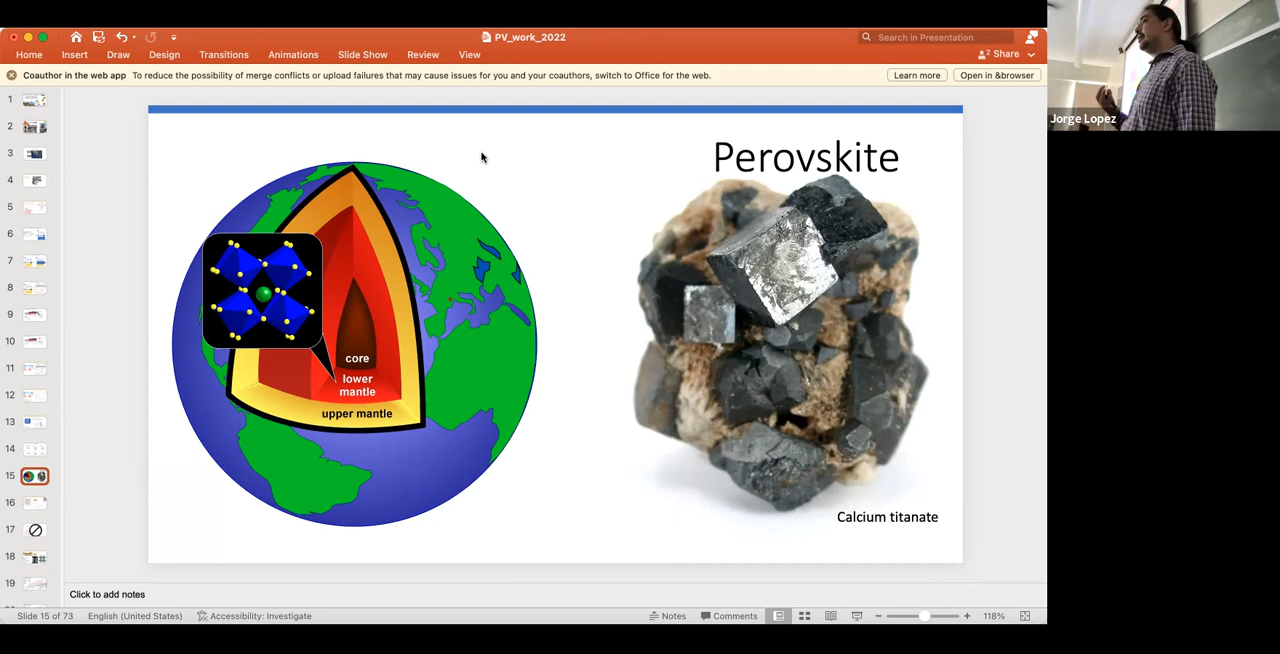 PV_work_2022
Search in Presentation
Home Insert Draw Design Transitions Animations Slide Show Review View
2 Share
Coauthor in the web app To reduce the possibility of merge conflicts or upload failures that may cause issues for you and your coauthors, switch to Office for the web.
Learn more Open in &browser
Jorge Lopez
1
2
3
4
5
6
7
8
9
10
11
12
13
14
15
16
17
18
19
Perovskite
core
lower
mantle
upper mantle
Calcium titanate
Click to add notes
Slide 15 of 73 English (United States) Accessibility: Investigate Notes Comments 118%